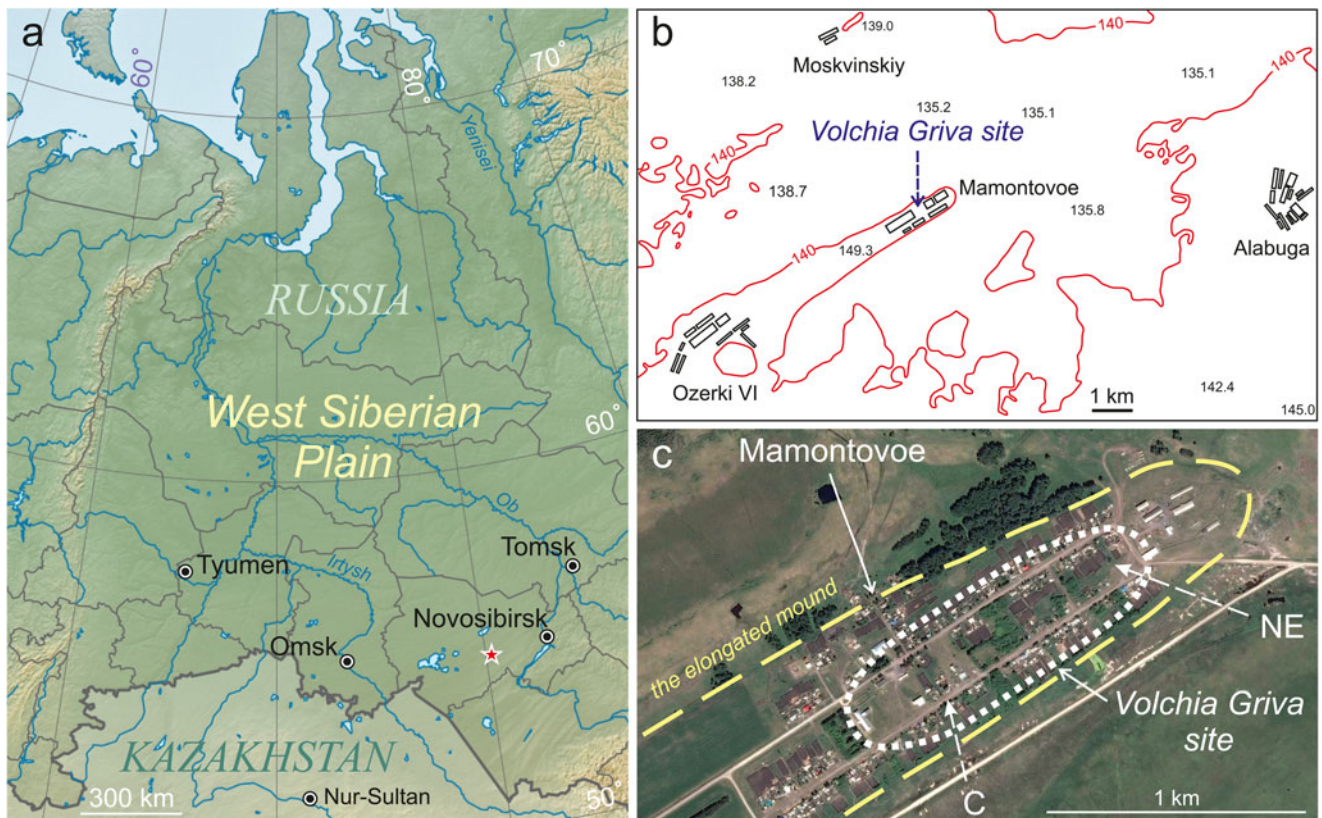 a
60°
80°
70°
Yenisei
RUSSIA
West Siberian
Plain
60°
Ob
Tomsk
Tyumen
Irtysh
Novosibirsk
Omsk
KAZAKHSTAN
300 km
Nur-Sultan
50°
b
139.0
140
Moskvinskiy
138.2
135.1
140
135.2
135.1
Volchia Griva site
140
138.7
Mamontovoe
135.8
Alabuga
149.3
140
Ozerki VI
1 km
142.4
145.0
c
Mamontovoe
the elongated mound
NE
Volchia Griva
site
C
1 km